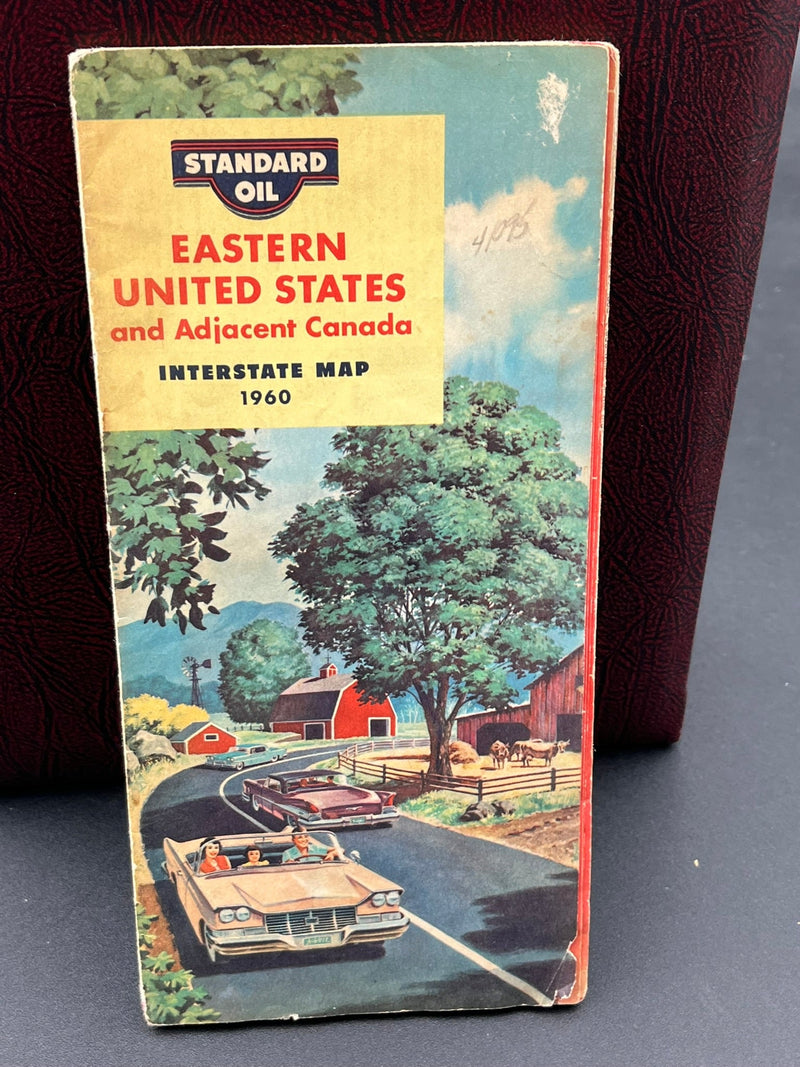 STANDARD
OIL
EASTERN
UNITED STATES
and Adjacent Canada
INTERSTATE MAP
1960